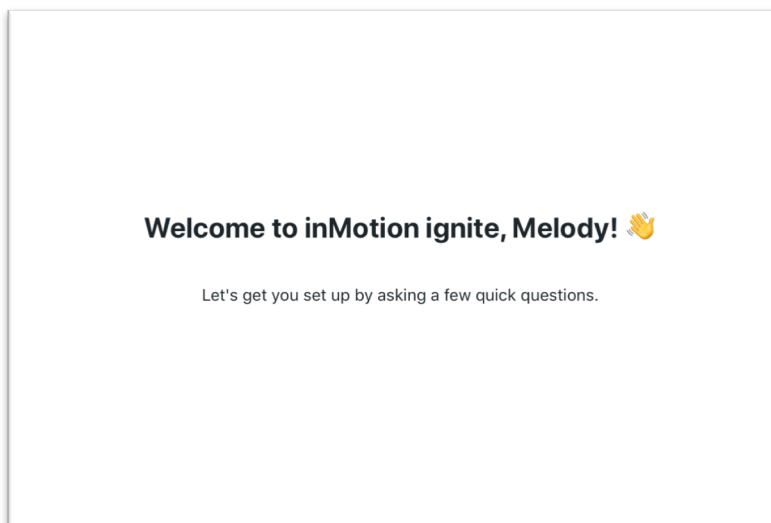 Welcome to inMotion ignite, Melody! 👋
Let's get you set up by asking a few quick questions.